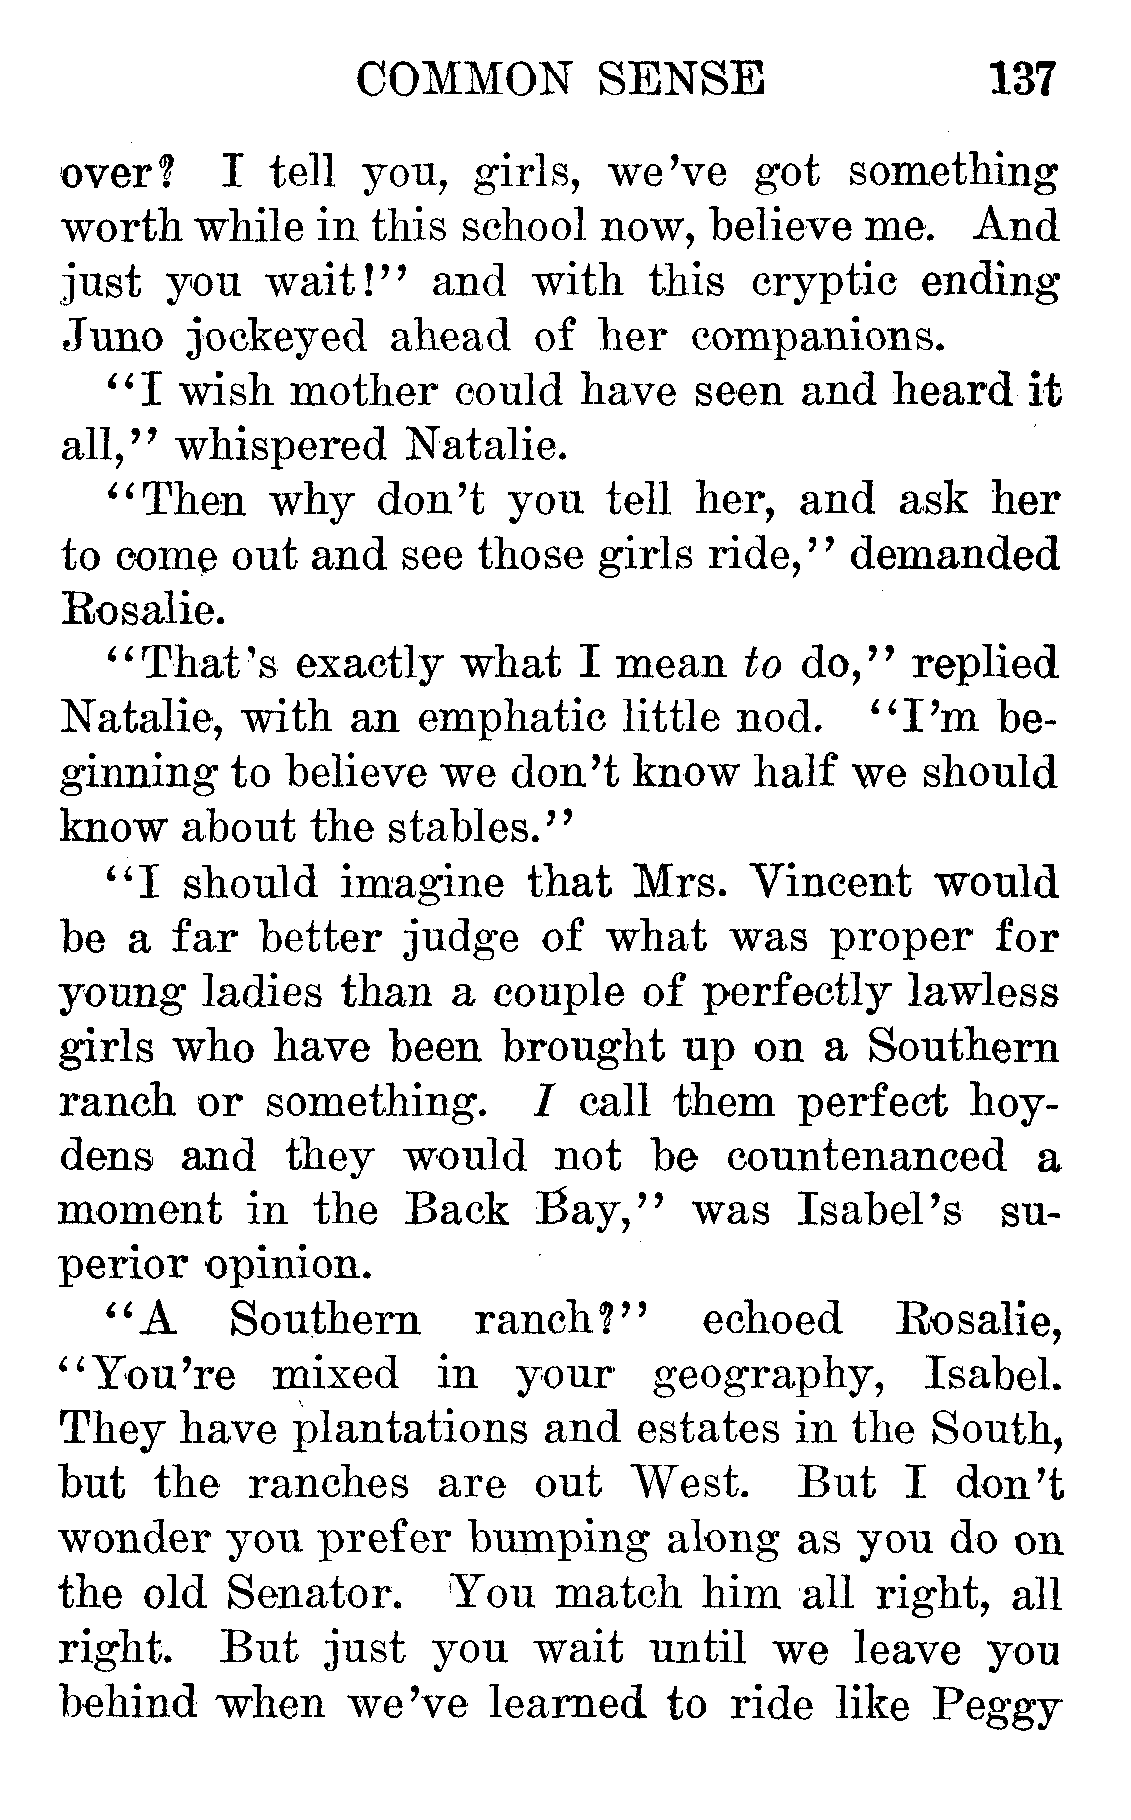 COMMON SENSE 137
over? I tell you, girls, we've got something
worth while in this school now, believe me. And
just you wait!'' and with this cryptic ending
Juno jockeyed ahead of her companions.
‘‘I wish mother could have seen and heard it
all,’’ whispered Natalie.
‘‘Then why don’t you tell her, and ask her
to come out and see those girls ride,’’ demanded
Rosalie.
‘‘That’s exactly what I mean to do,’’ replied
Natalie, with an emphatic little nod. ‘‘I’m be-
ginning to believe we don’t know half we should
know about the stables.’’
‘‘I should imagine that Mrs. Vincent would
be a far better judge of what was proper for
young ladies than a couple of perfectly lawless
girls who have been brought up on a Southern
ranch or something. I call them perfect hoy-
dens and they would not be countenanced a
moment in the Back Bay,’’ was Isabel’s su-
perior opinion.
‘‘A Southern ranch?’’ echoed Rosalie,
‘‘You’re mixed in your geography, Isabel.
They have plantations and estates in the South,
but the ranches are out West. But I don’t
wonder you prefer bumping along as you do on
the old Senator. You match him all right, all
right. But just you wait until we leave you
behind when we’ve learned to ride like Peggy